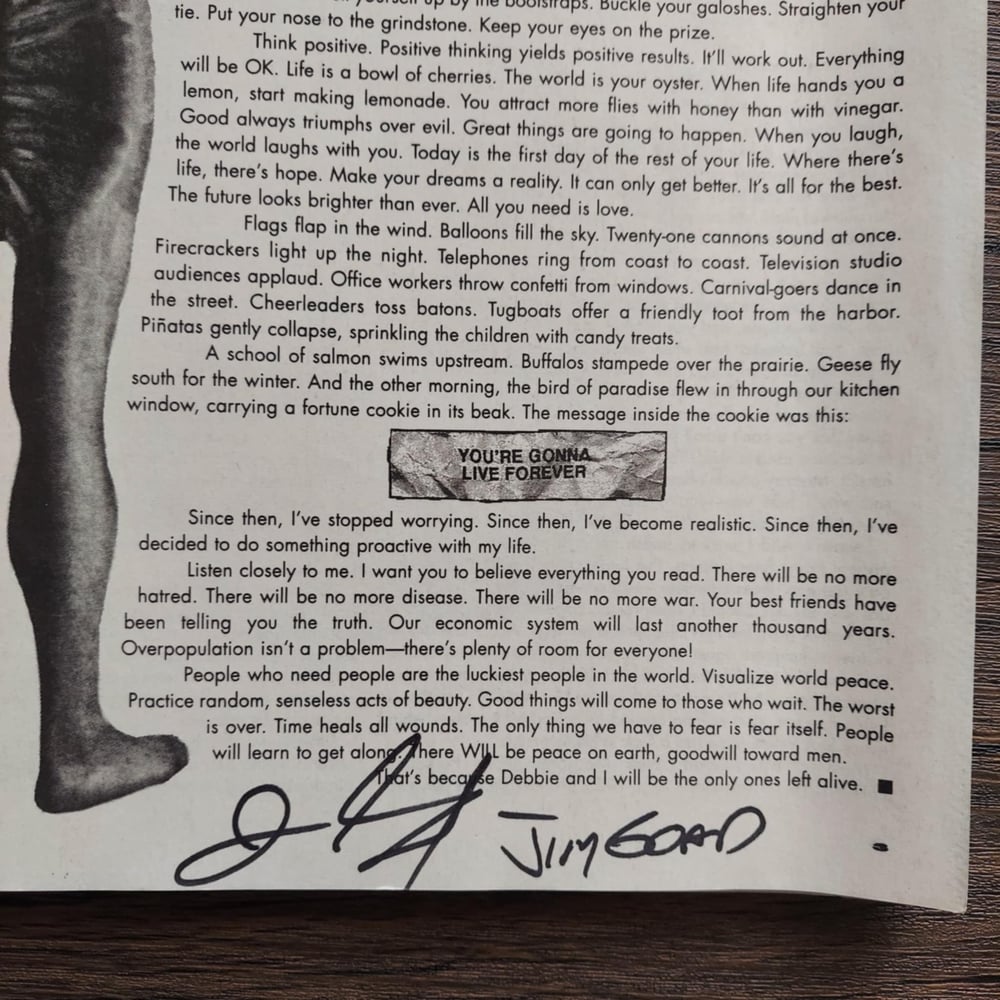 yourself up by the bootstraps. Buckle your galoshes. Straighten your
tie. Put your nose to the grindstone. Keep your eyes on the prize.
Think positive. Positive thinking yields positive results. It'll work out. Everything
will be OK. Life is a bowl of cherries. The world is your oyster. When life hands you a
lemon, start making lemonade. You attract more flies with honey than with vinegar.
Good always triumphs over evil. Great things are going to happen. When you laugh,
the world laughs with you. Today is the first day of the rest of your life. Where there's
life, there's hope. Make your dreams a reality. It can only get better. It's all for the best.
The future looks brighter than ever. All you need is love.
Flags flap in the wind. Balloons fill the sky. Twenty-one cannons sound at once.
Firecrackers light up the night. Telephones ring from coast to coast. Television studio
audiences applaud. Office workers throw confetti from windows. Carnival-goers dance in
the street. Cheerleaders toss batons. Tugboats offer a friendly toot from the harbor.
Piñatas gently collapse, sprinkling the children with candy treats.
A school of salmon swims upstream. Buffalos stampede over the prairie. Geese fly
south for the winter. And the other morning, the bird of paradise flew in through our kitchen
window, carrying a fortune cookie in its beak. The message inside the cookie was this:
YOU'RE GONNA
LIVE FOREVER
Since then, I've stopped worrying. Since then, I've become realistic. Since then, I've
decided to do something proactive with my life.
Listen closely to me. I want you to believe everything you read. There will be no more
hatred. There will be no more disease. There will be no more war. Your best friends have
been telling you the truth. Our economic system will last another thousand years.
Overpopulation isn't a problem—there's plenty of room for everyone!
People who need people are the luckiest people in the world. Visualize world peace.
Practice random, senseless acts of beauty. Good things will come to those who wait. The worst
is over. Time heals all wounds. The only thing we have to fear is fear itself. People
will learn to get along. There WILL be peace on earth, goodwill toward men.
That's because Debbie and I will be the only ones left alive. ■
JIM GOAD